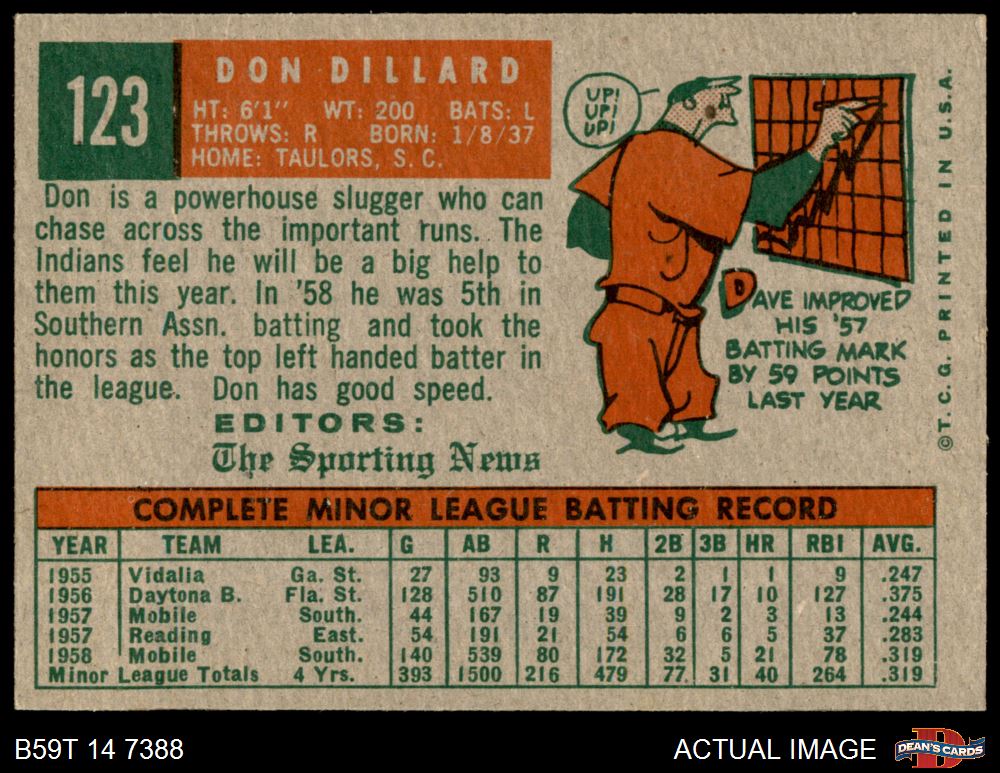 123
DON DILLARD
HT: 6'1" WT: 200 BATS: L
THROWS: R BORN: 1/8/37
HOME: TAULORS, S. C.
Don is a powerhouse slugger who can
chase across the important runs. The
Indians feel he will be a big help to
them this year. In '58 he was 5th in
Southern Assn. batting and took the
honors as the top left handed batter in
the league. Don has good speed.
EDITORS:
The Sporting News
UP!
UP!
UP!
DAVE IMPROVED
HIS '57
BATTING MARK
BY 59 POINTS
LAST YEAR
©T. C. G. PRINTED IN U.S.A.
COMPLETE MINOR LEAGUE BATTING RECORD
YEAR TEAM LEA. G AB R H 2B 3B HR RBI AVG.
1955 Vidalia Ga. St. 27 93 9 23 2 1 1 9 .247
1956 Daytona B. Fla. St. 128 510 87 191 28 17 10 127 .375
1957 Mobile South. 44 167 19 39 9 2 3 13 .244
1957 Reading East. 54 191 21 54 6 6 5 37 .283
1958 Mobile South. 140 539 80 172 32 5 21 78 .319
Minor League Totals 4 Yrs. 393 1500 216 479 77 31 40 264 .319
B59T 14 7388
ACTUAL IMAGE
D
DEAN'S CARDS